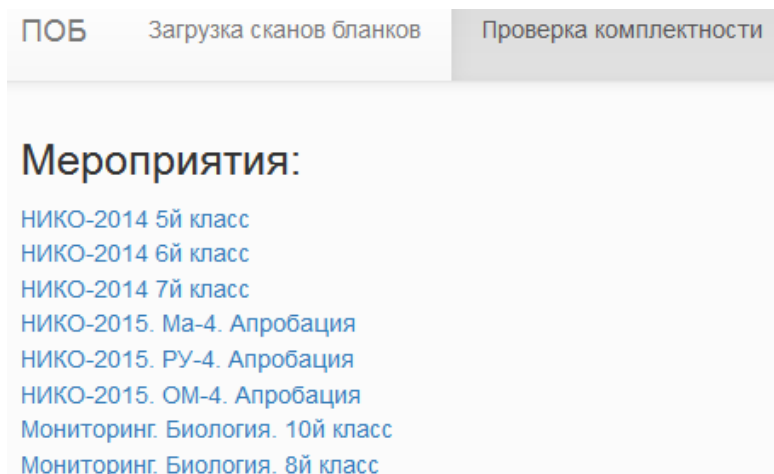 ПОБ Загрузка сканов бланков Проверка комплектности
Мероприятия:
НИКО-2014 5й класс
НИКО-2014 6й класс
НИКО-2014 7й класс
НИКО-2015. Ма-4. Апробация
НИКО-2015. РУ-4. Апробация
НИКО-2015. ОМ-4. Апробация
Мониторинг. Биология. 10й класс
Мониторинг. Биология. 8й класс